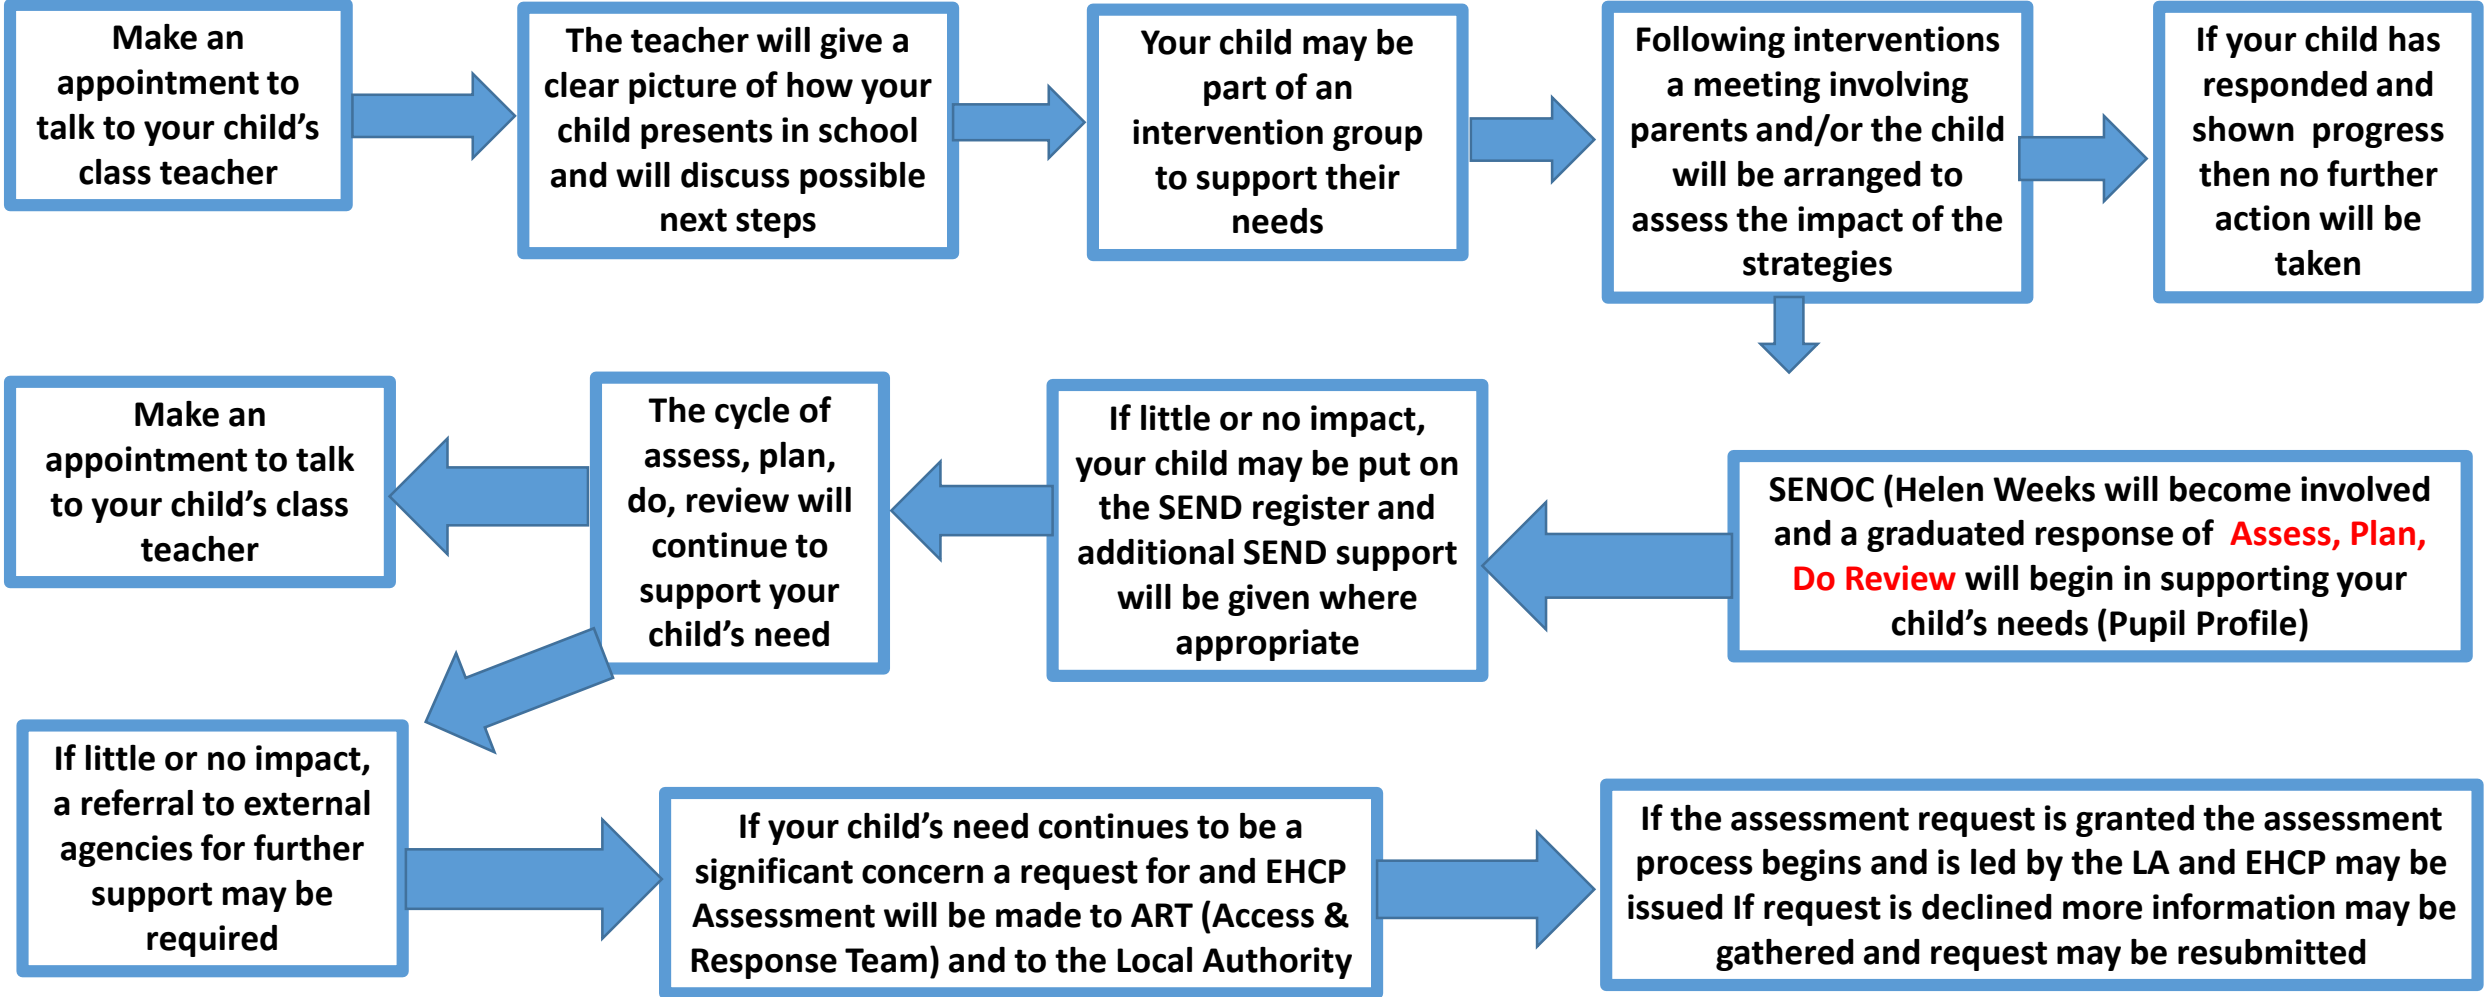 Make an
appointment to
talk to your child's
class teacher
The teacher will give a
clear picture of how your
child presents in school
and will discuss possible
next steps
Your child may be
part of an
intervention group
to support their
needs
Following interventions
a meeting involving
parents and/or the child
will be arranged to
assess the impact of the
strategies
If your child has
responded and
shown  progress
then no further
action will be
taken
SENOC (Helen Weeks will become involved
and a graduated response of  Assess, Plan,
Do Review will begin in supporting your
child's needs (Pupil Profile)
If little or no impact,
your child may be put on
the SEND register and
additional SEND support
will be given where
appropriate
The cycle of
assess, plan,
do, review will
continue to
support your
child's need
Make an
appointment to talk
to your child's class
teacher
If little or no impact,
a referral to external
agencies for further
support may be
required
If your child's need continues to be a
significant concern a request for and EHCP
Assessment will be made to ART (Access &
Response Team) and to the Local Authority
If the assessment request is granted the assessment
process begins and is led by the LA and EHCP may be
issued If request is declined more information may be
gathered and request may be resubmitted